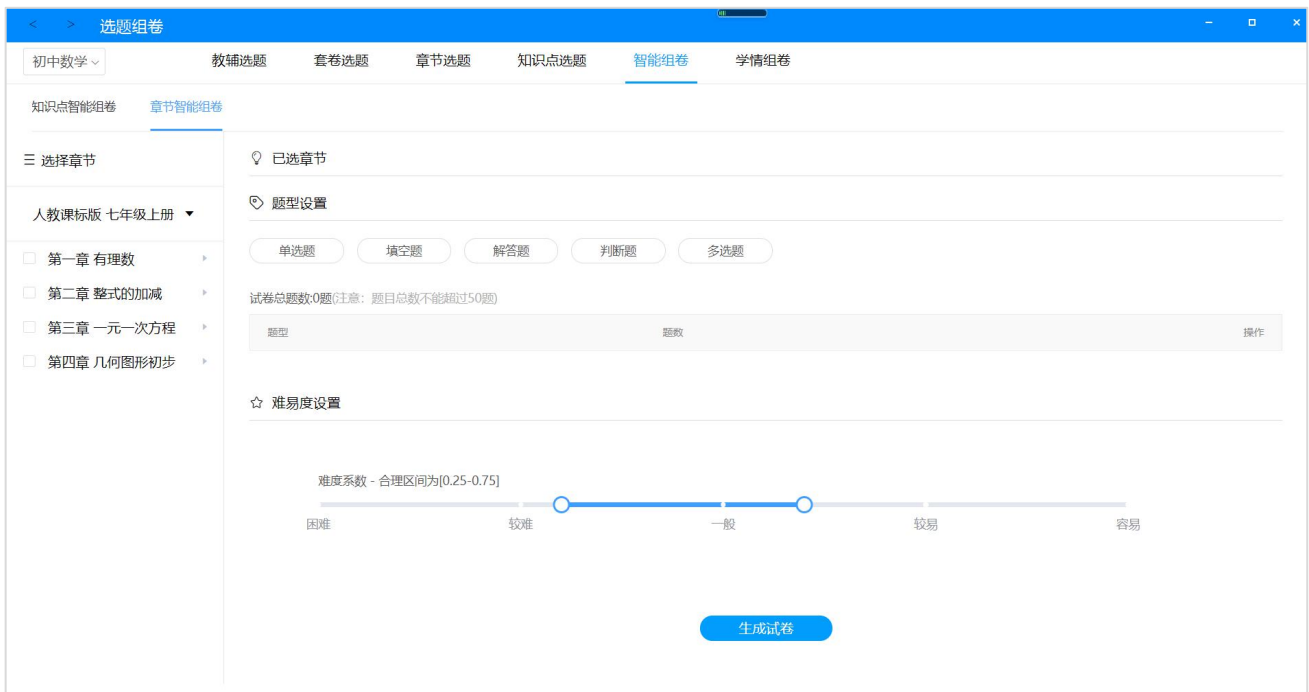 < > 选题组卷
初中数学 教辅选题 套卷选题 章节选题 知识点选题 智能组卷 学情组卷
知识点智能组卷 章节智能组卷
选择章节
人教课标版 七年级上册
第一章 有理数
第二章 整式的加减
第三章 一元一次方程
第四章 几何图形初步
已选章节
题型设置
单选题 填空题 解答题 判断题 多选题
试卷总题数:0题(注意：题目总数不能超过50题)
题型 题数 操作
难易度设置
难度系数 - 合理区间为[0.25-0.75]
困难 较难 一般 较易 容易
生成试卷